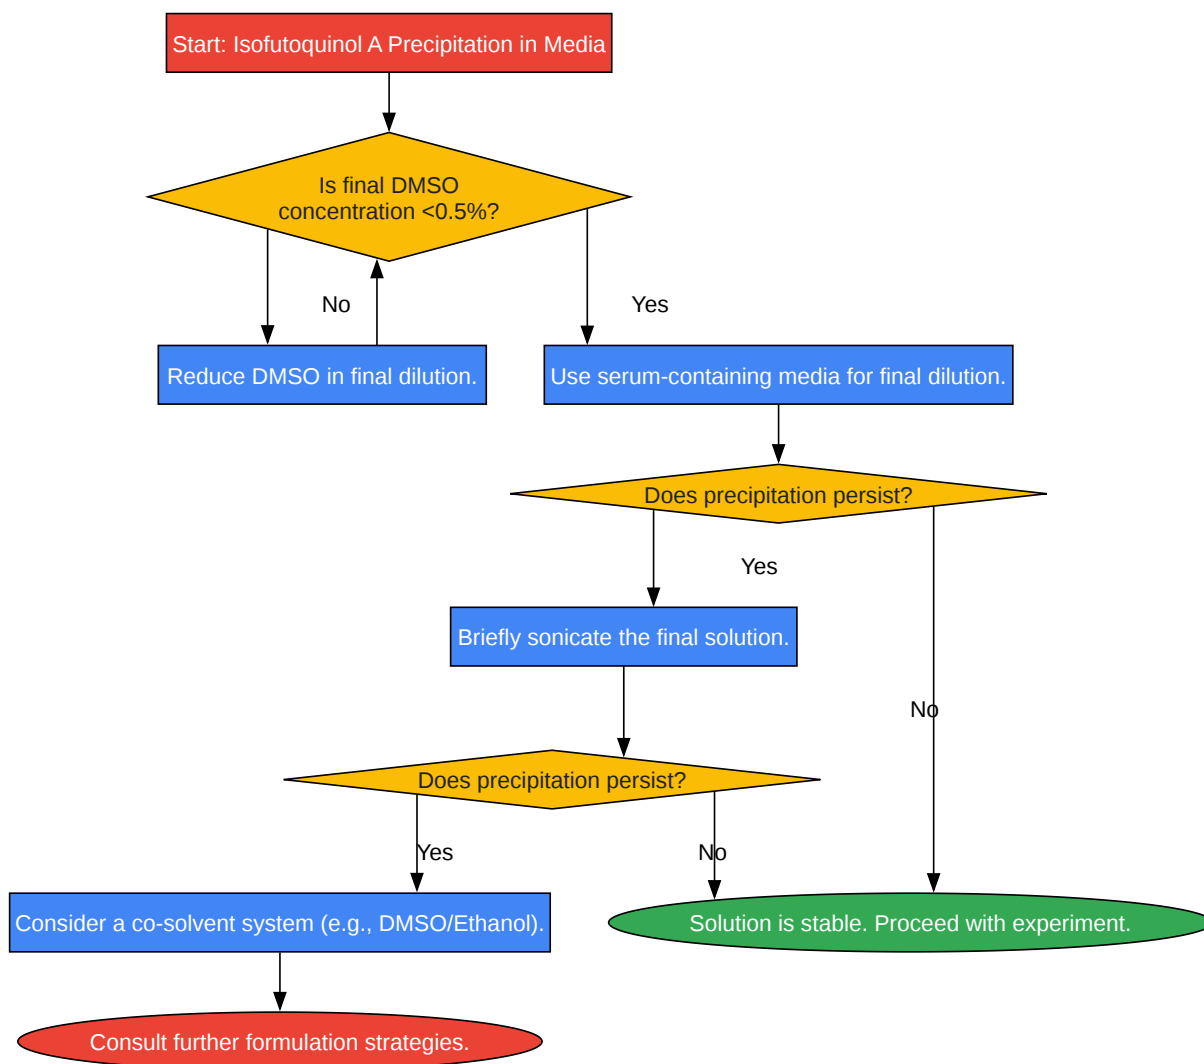 Start: Isofutoquinol A Precipitation in Media
Is final DMSO
concentration <0.5%?
No
Yes
Reduce DMSO in final dilution.
Use serum-containing media for final dilution.
Does precipitation persist?
Yes
Briefly sonicate the final solution.
No
Does precipitation persist?
Yes
No
Consider a co-solvent system (e.g., DMSO/Ethanol).
Solution is stable. Proceed with experiment.
Consult further formulation strategies.